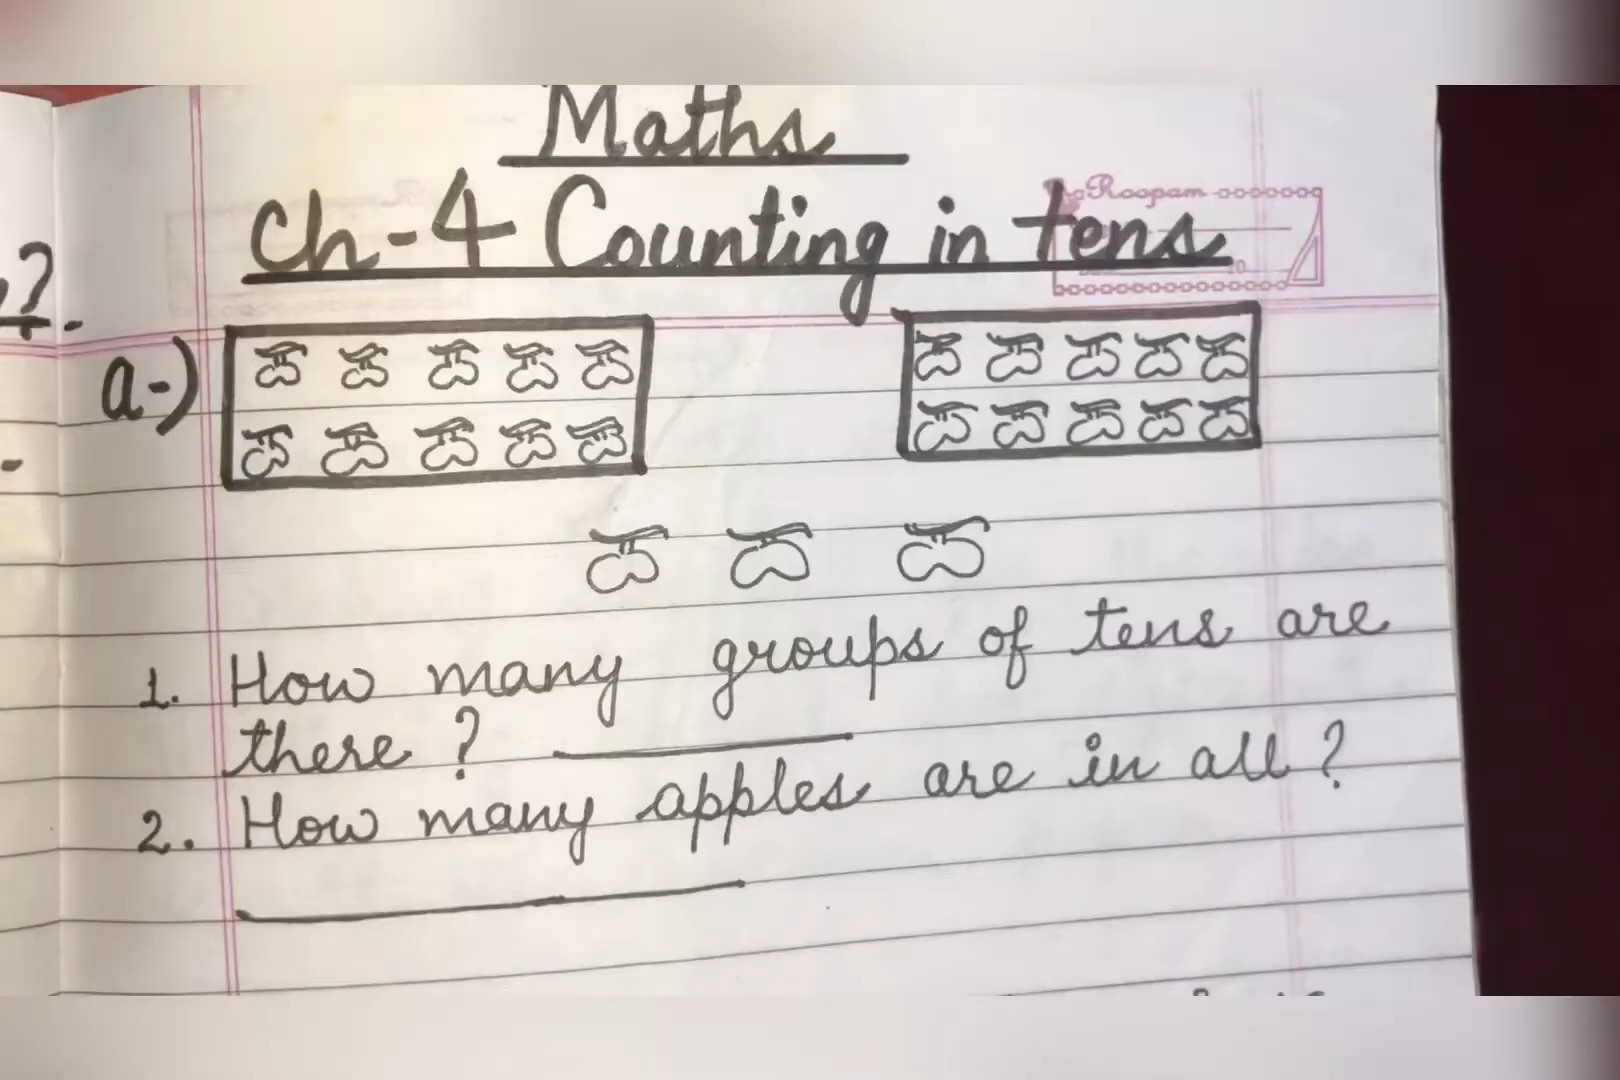 Maths
Roopam
Ch-4 Counting in tens
?
a-)
1. How many groups of tens are
there ?
2. How many apples are in all ?